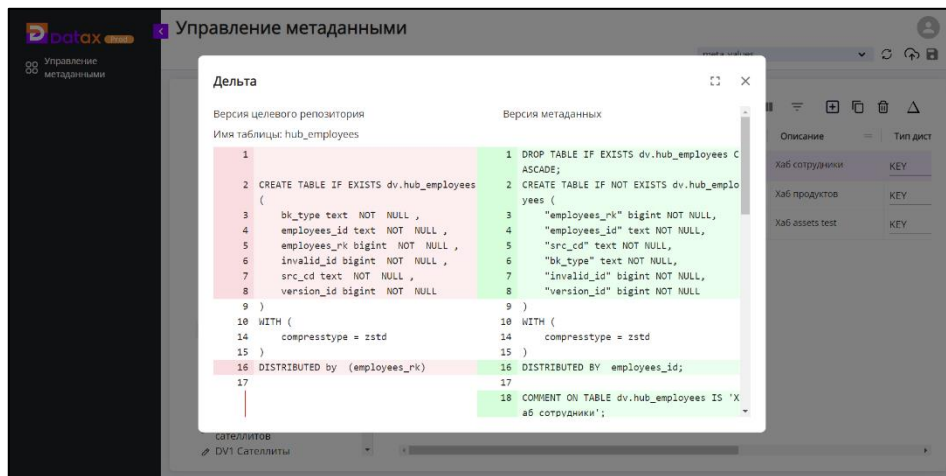 Datax Prod
Управление метаданными
Управление
метаданными
meta_values
Дельта
Версия целевого репозитория
Версия метаданных
Имя таблицы: hub_employees
1
2 CREATE TABLE IF EXISTS dv.hub_employees
(
3 bk_type text NOT NULL ,
4 employees_id text NOT NULL ,
5 employees_rk bigint NOT NULL ,
6 invalid_id bigint NOT NULL ,
7 src_cd text NOT NULL ,
8 version_id bigint NOT NULL
9 )
10 WITH (
14 compresstype = zstd
15 )
16 DISTRIBUTED by (employees_rk)
17
1 DROP TABLE IF EXISTS dv.hub_employees C
ASCADE;
2 CREATE TABLE IF NOT EXISTS dv.hub_emplo
yees (
3 "employees_rk" bigint NOT NULL,
4 "employees_id" text NOT NULL,
5 "src_cd" text NOT NULL,
6 "bk_type" text NOT NULL,
7 "invalid_id" bigint NOT NULL,
8 "version_id" bigint NOT NULL
9 )
10 WITH (
14 compresstype = zstd
15 )
16 DISTRIBUTED BY employees_id;
17
18 COMMENT ON TABLE dv.hub_employees IS 'Х
аб сотрудники';
Описание
Тип дист
Хаб сотрудники
KEY
Хаб продуктов
KEY
Хаб assets test
KEY
сателлитов
DV1 Сателлиты